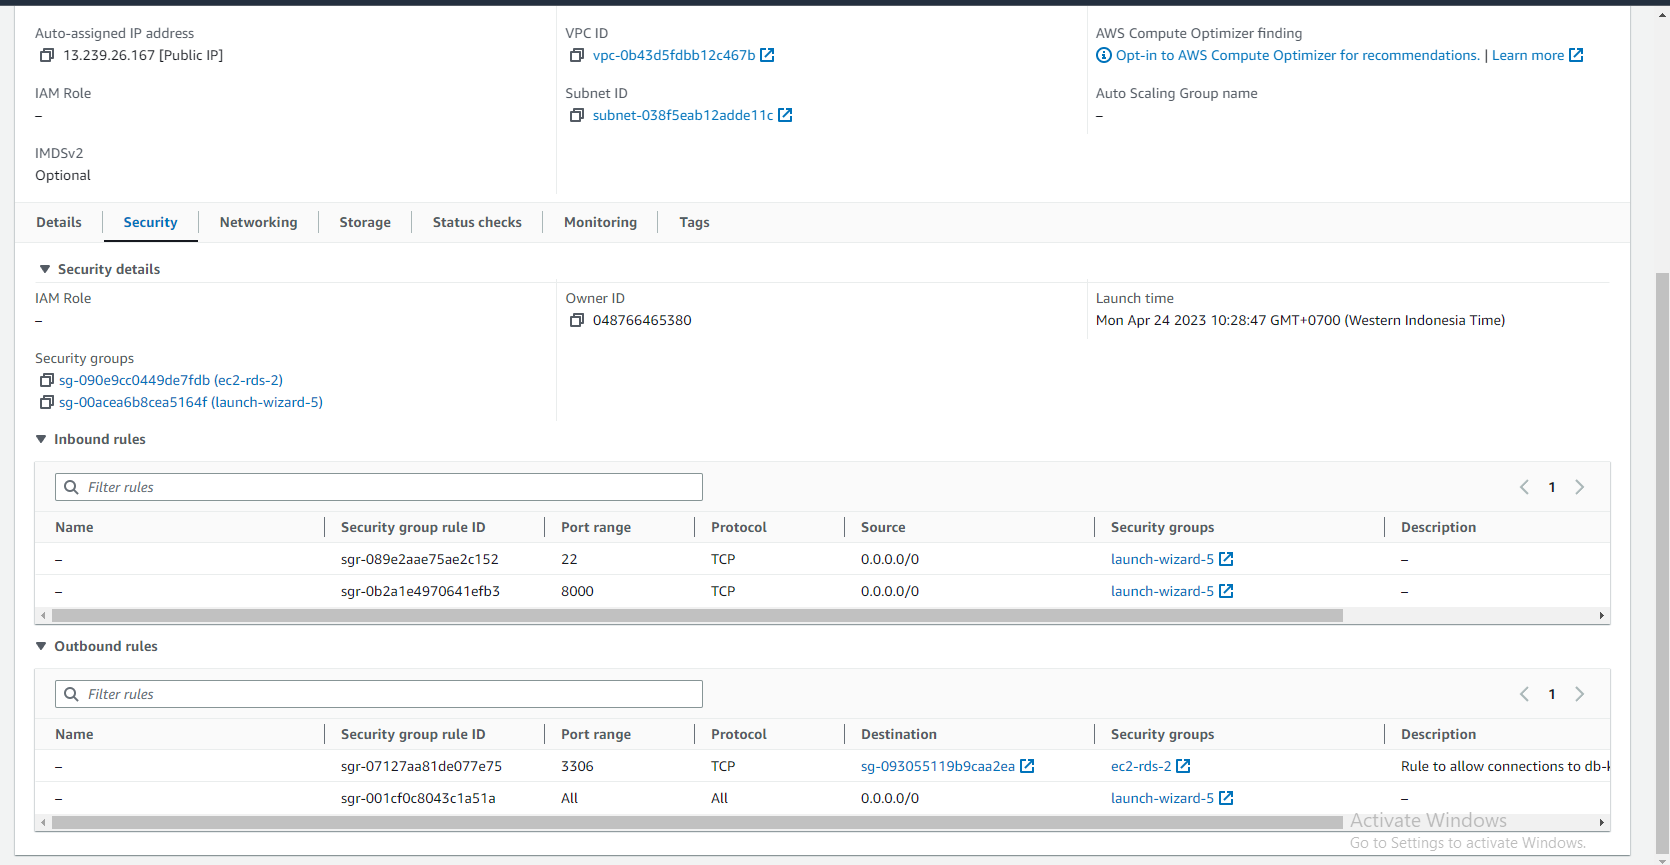 Auto-assigned IP address
13.239.26.167 [Public IP]
VPC ID
vpc-0b43d5fdbb12c467b
AWS Compute Optimizer finding
Opt-in to AWS Compute Optimizer for recommendations. | Learn more
IAM Role
–
Subnet ID
subnet-038f5eab12adde11c
Auto Scaling Group name
–
IMDSv2
Optional
Details Security Networking Storage Status checks Monitoring Tags
Security details
IAM Role
–
Owner ID
048766465380
Launch time
Mon Apr 24 2023 10:28:47 GMT+0700 (Western Indonesia Time)
Security groups
sg-090e9cc0449de7fdb (ec2-rds-2)
sg-00acea6b8cea5164f (launch-wizard-5)
Inbound rules
Filter rules
1
Name Security group rule ID Port range Protocol Source Security groups Description
– sgr-089e2aae75ae2c152 22 TCP 0.0.0.0/0 launch-wizard-5 –
– sgr-0b2a1e4970641efb3 8000 TCP 0.0.0.0/0 launch-wizard-5 –
Outbound rules
Filter rules
1
Name Security group rule ID Port range Protocol Destination Security groups Description
– sgr-07127aa81de077e75 3306 TCP sg-093055119b9caa2ea ec2-rds-2 Rule to allow connections to db-k
– sgr-001cf0c8043c1a51a All All 0.0.0.0/0 launch-wizard-5 –
Activate Windows
Go to Settings to activate Windows.